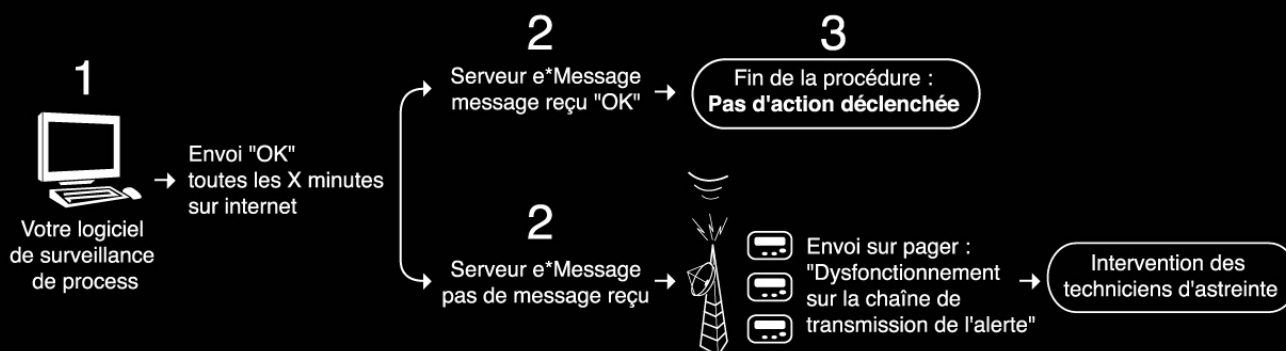 1
Votre logiciel
de surveillance
de process
Envoi "OK"
toutes les X minutes
sur internet
2
Serveur e*Message
message reçu "OK"
3
Fin de la procédure :
Pas d'action déclenchée
2
Serveur e*Message
pas de message reçu
Envoi sur pager :
"Dysfonctionnement
sur la chaîne de
transmission de l'alerte"
Intervention des
techniciens d'astreinte